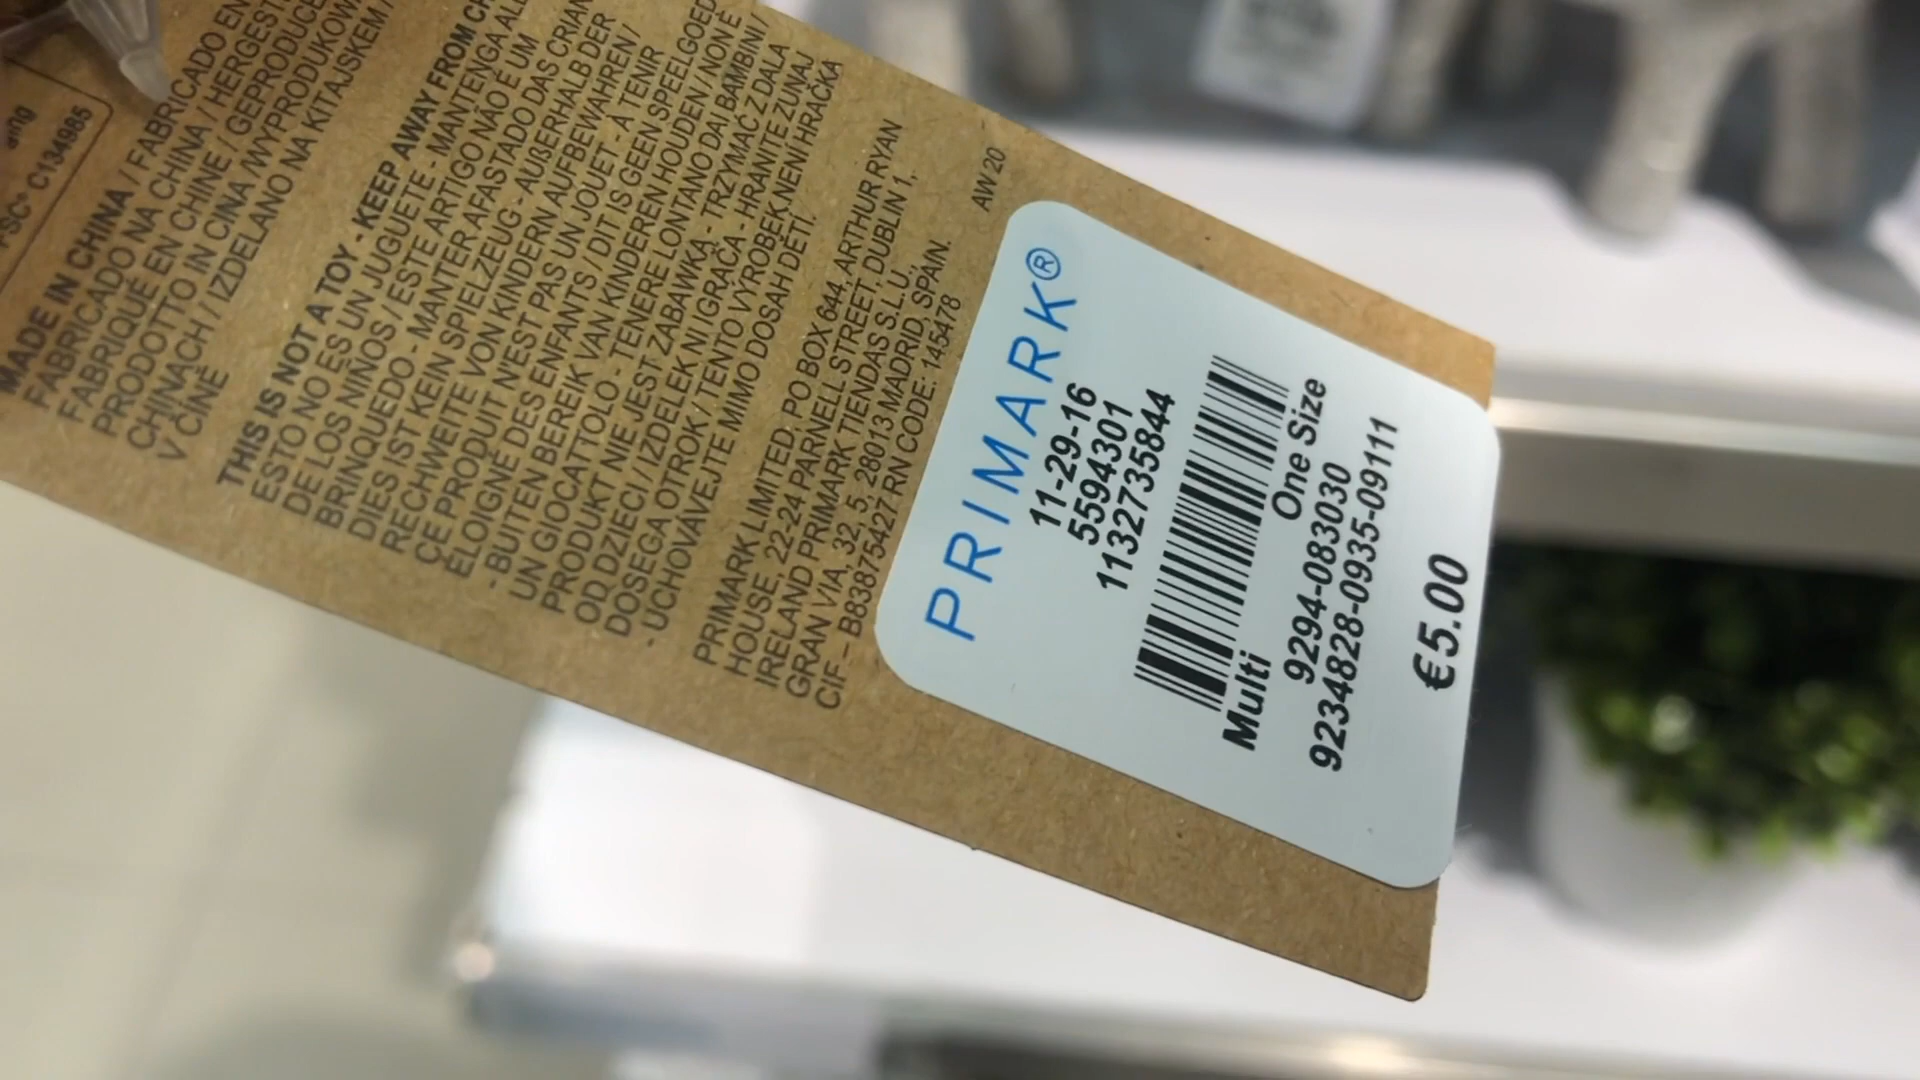 FSC® C134985
MADE IN CHINA / FABRICADO EN
FABRICADO NA CHINA / HERGEST
FABRIQUÉ EN CHINE / GEPRODUCE
PRODOTTO IN CINA / WYPRODUKOW
CHINACH / IZDELANO NA KITAJSKEM /
V ČINĚ
THIS IS NOT A TOY - KEEP AWAY FROM CH
ESTO NO ES UN JUGUETE - MANTENGA AL
DE LOS NIÑOS / ESTE ARTIGO NÃO É UM
BRINQUEDO - MANTER AFASTADO DAS CRIAN
DIES IST KEIN SPIELZEUG - AUßERHALB DER
RECHWEITE VON KINDERN AUFBEWAHREN /
CE PRODUIT N'EST PAS UN JOUET - À TENIR
ÉLOIGNÉ DES ENFANTS / DIT IS GEEN SPEELGOED
- BUITEN BEREIK VAN KINDEREN HOUDEN / NON È
UN GIOCATTOLO - TENERE LONTANO DAI BAMBINI /
PRODUKT NIE JEST ZABAWKĄ - TRZYMAĆ Z DALA
OD DZIECI / IZDELEK NI IGRAČA - HRANITE ZUNAJ
DOSEGA OTROK / TENTO VÝROBEK NENÍ HRAČKA
- UCHOVÁVEJTE MIMO DOSAH DĚTÍ.
PRIMARK LIMITED, PO BOX 644, ARTHUR RYAN
HOUSE, 22-24 PARNELL STREET, DUBLIN 1,
IRELAND PRIMARK TIENDAS S.L.U,
GRAN VIA, 32, 5, 28013 MADRID, SPAIN.
CIF – B83875427 RN CODE: 145478
AW 20
PRIMARK®
11-29-16
5594301
1132735844
Multi One Size
9294-083030
9234828-0935-09111
€5.00